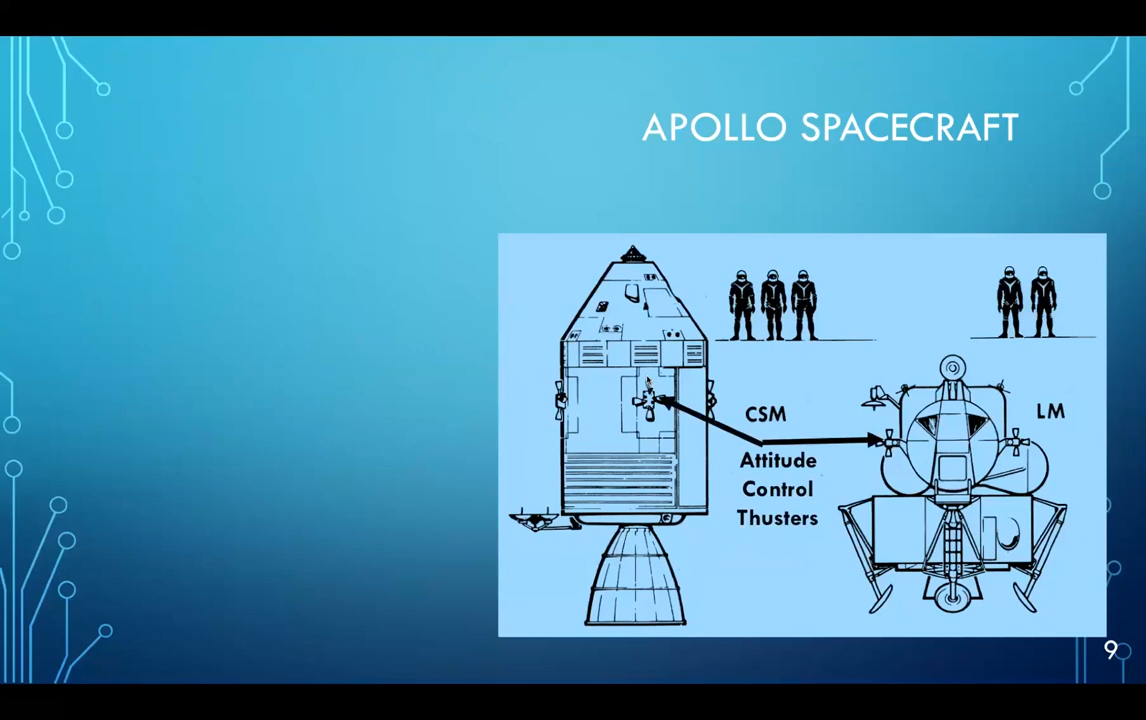 APOLLO SPACECRAFT
CSM
LM
Attitude
Control
Thusters
9